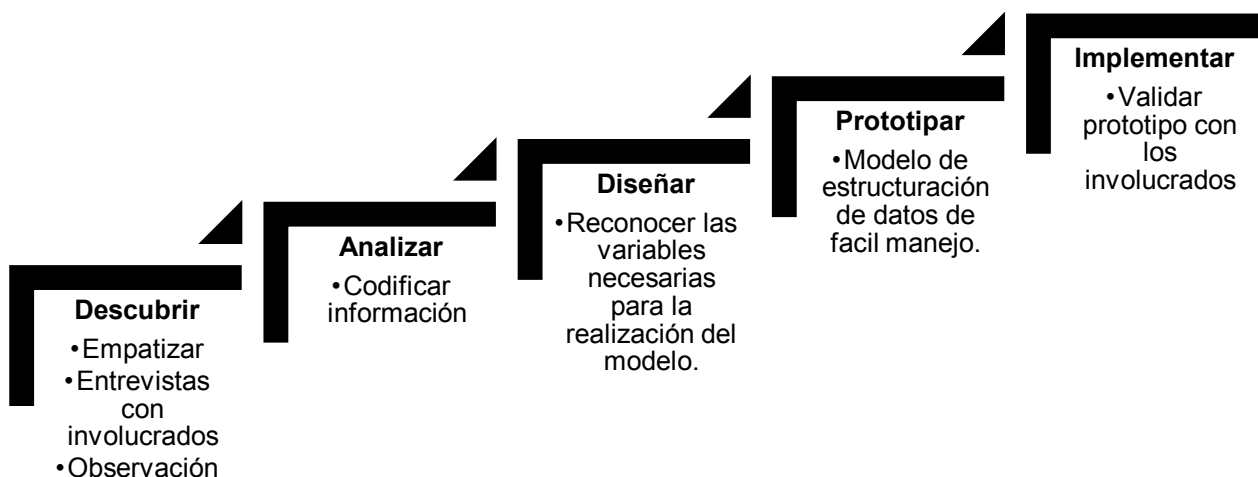 Descubrir
•Empatizar
•Entrevistas
con
involucrados
•Observación
Analizar
•Codificar
información
Diseñar
•Reconocer las
variables
necesarias
para la
realización del
modelo.
Prototipar
•Modelo de
estructuración
de datos de
facil manejo.
Implementar
•Validar
prototipo con
los
involucrados